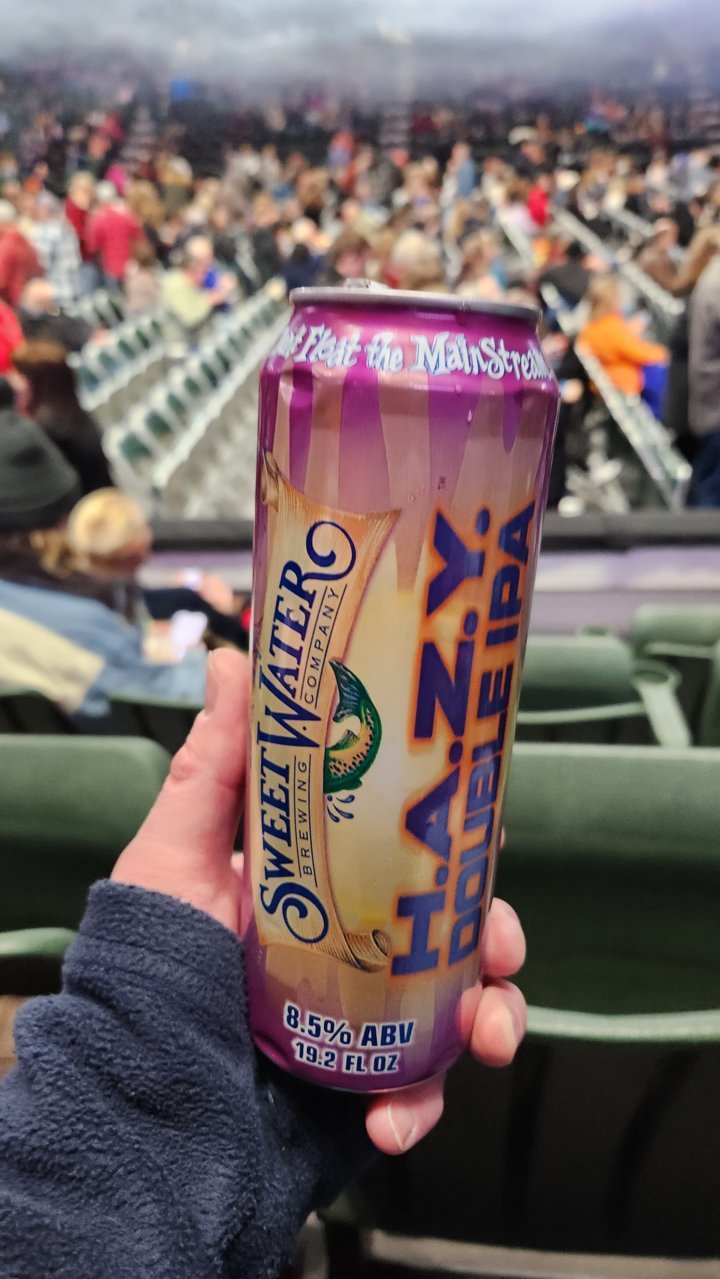 Float the MainStream
SWEETWATER
BREWING COMPANY
H.A.Z.Y.
DOUBLE IPA
8.5% ABV
19.2 FL OZ